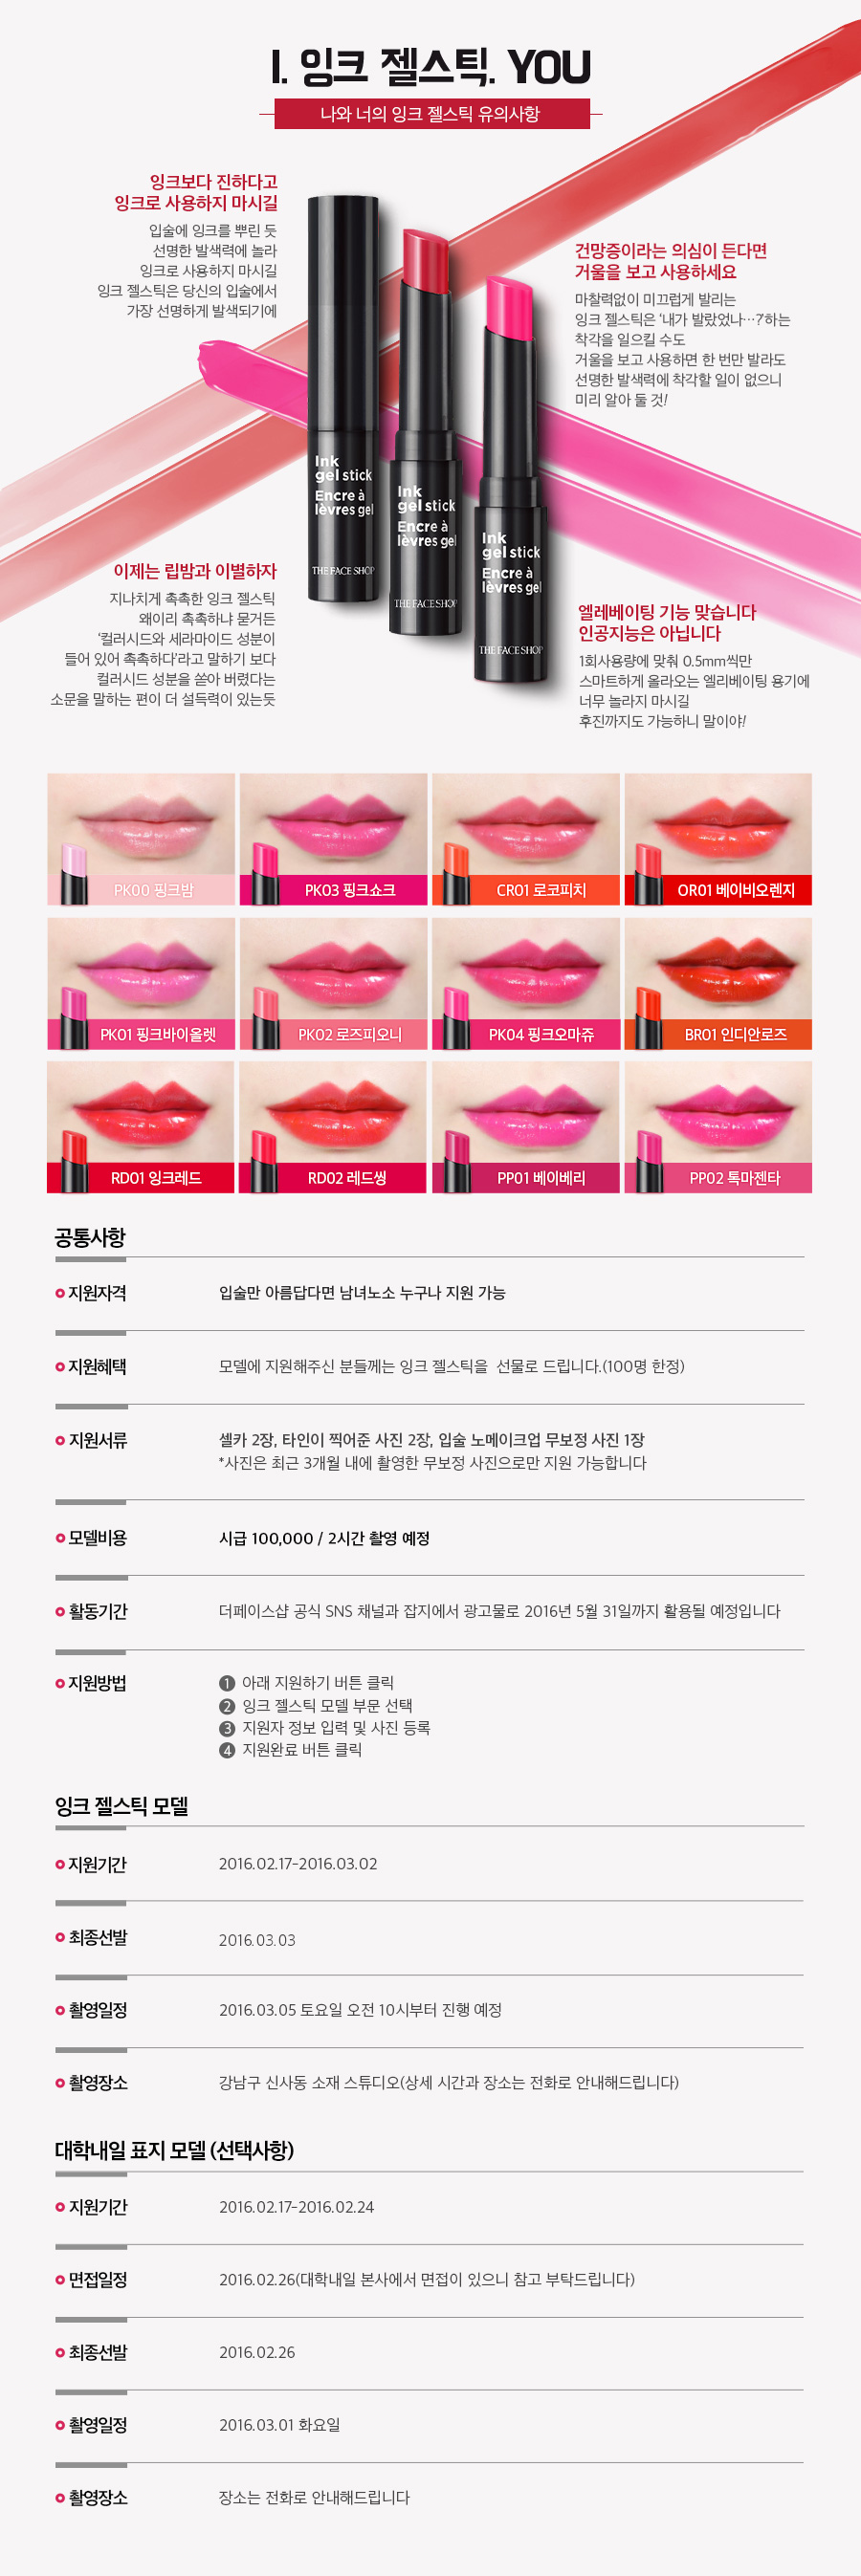 I. 잉크 젤스틱. YOU
나와 너의 잉크 젤스틱 유의사항
잉크보다 진하다고
잉크로 사용하지 마시길
입술에 잉크를 뿌린 듯
선명한 발색력에 놀라
잉크로 사용하지 마시길
잉크 젤스틱은 당신의 입술에서
가장 선명하게 발색되기에
건망증이라는 의심이 든다면
거울을 보고 사용하세요
마찰력없이 미끄럽게 발리는
잉크 젤스틱은 '내가 발랐었나…?'하는
착각을 일으킬 수도
거울을 보고 사용하면 한 번만 발라도
선명한 발색력에 착각할 일이 없으니
미리 알아 둘 것!
Ink
gel stick
Encre à
lèvres gel
THE FACE SHOP
Ink
gel stick
Encre à
lèvres gel
THE FACE SHOP
Ink
gel stick
Encre à
lèvres gel
THE FACE SHOP
이제는 립밤과 이별하자
지나치게 촉촉한 잉크 젤스틱
왜이리 촉촉하냐 묻거든
'컬러시드와 세라마이드 성분이
들어 있어 촉촉하다'라고 말하기 보다
컬러시드 성분을 쏟아 버렸다는
소문을 말하는 편이 더 설득력이 있는듯
엘레베이팅 기능 맞습니다
인공지능은 아닙니다
1회사용량에 맞춰 0.5mm씩만
스마트하게 올라오는 엘리베이팅 용기에
너무 놀라지 마시길
후진까지도 가능하니 말이야!
PK00 핑크밤
PK03 핑크쇼크
CR01 로코피치
OR01 베이비오렌지
PK01 핑크바이올렛
PK02 로즈피오니
PK04 핑크오마쥬
BR01 인디안로즈
RD01 잉크레드
RD02 레드씽
PP01 베이베리
PP02 톡마젠타
공통사항
지원자격 입술만 아름답다면 남녀노소 누구나 지원 가능
지원혜택 모델에 지원해주신 분들께는 잉크 젤스틱을 선물로 드립니다.(100명 한정)
지원서류 셀카 2장, 타인이 찍어준 사진 2장, 입술 노메이크업 무보정 사진 1장
*사진은 최근 3개월 내에 촬영한 무보정 사진으로만 지원 가능합니다
모델비용 시급 100,000 / 2시간 촬영 예정
활동기간 더페이스샵 공식 SNS 채널과 잡지에서 광고물로 2016년 5월 31일까지 활용될 예정입니다
지원방법 1 아래 지원하기 버튼 클릭
2 잉크 젤스틱 모델 부문 선택
3 지원자 정보 입력 및 사진 등록
4 지원완료 버튼 클릭
잉크 젤스틱 모델
지원기간 2016.02.17-2016.03.02
최종선발 2016.03.03
촬영일정 2016.03.05 토요일 오전 10시부터 진행 예정
촬영장소 강남구 신사동 소재 스튜디오(상세 시간과 장소는 전화로 안내해드립니다)
대학내일 표지 모델 (선택사항)
지원기간 2016.02.17-2016.02.24
면접일정 2016.02.26(대학내일 본사에서 면접이 있으니 참고 부탁드립니다)
최종선발 2016.02.26
촬영일정 2016.03.01 화요일
촬영장소 장소는 전화로 안내해드립니다